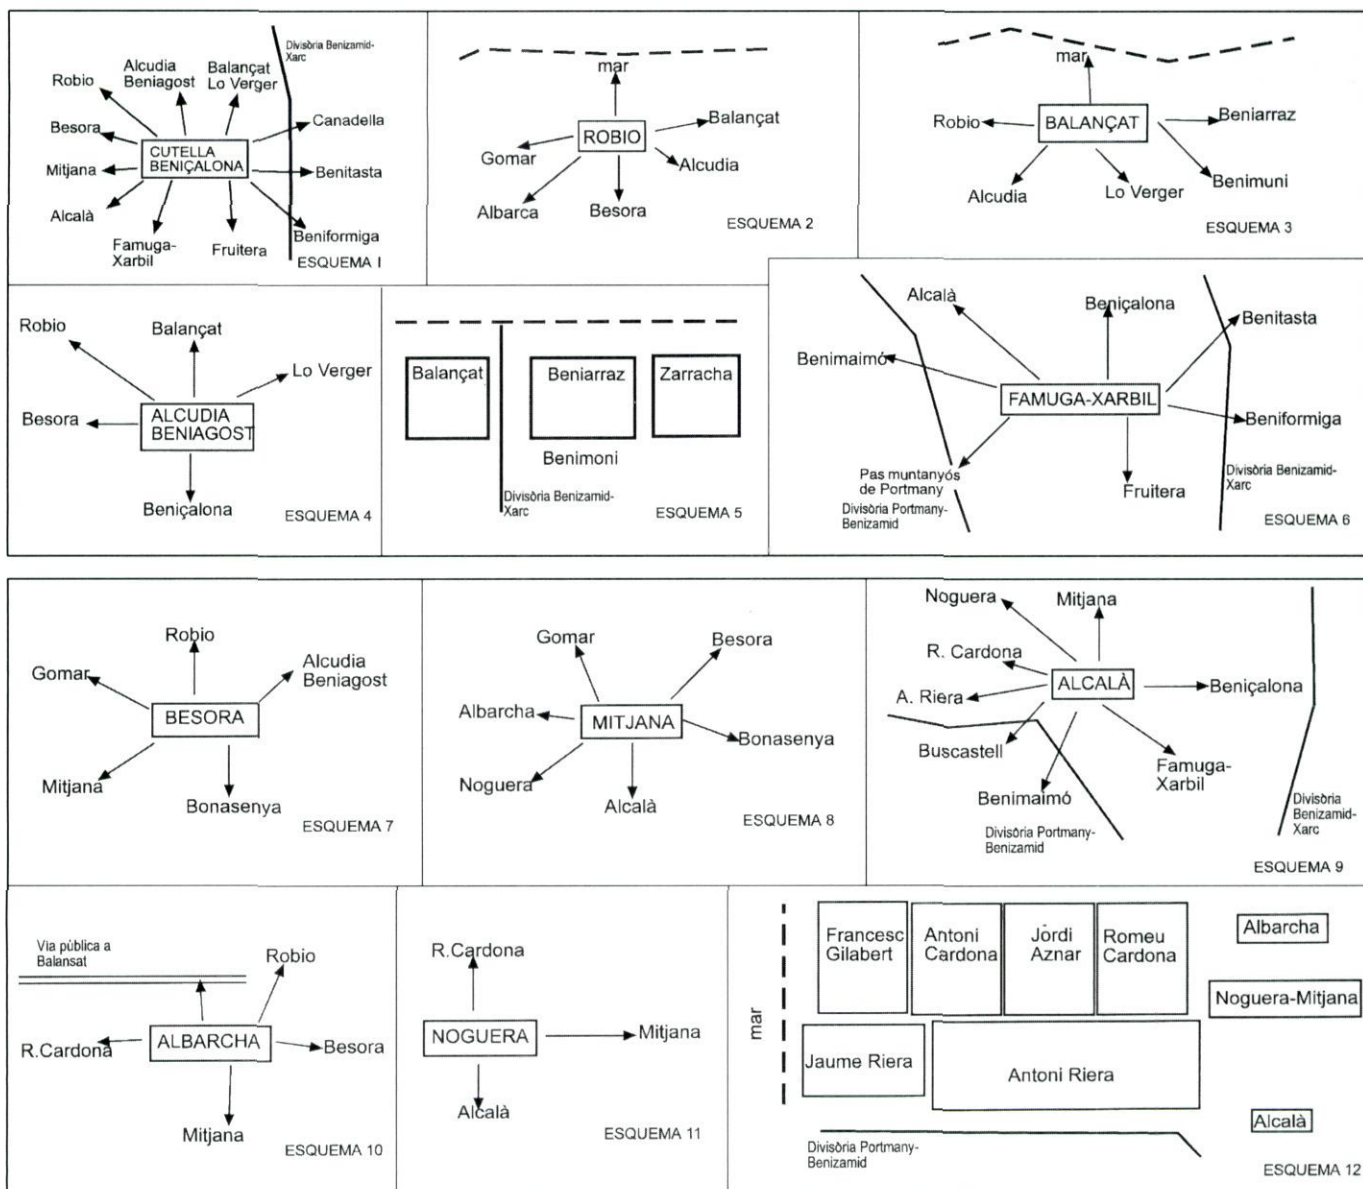 Divisòria Benizamid-
Xarc
Alcudia
Beniagost
Balançat
Lo Verger
Robio
Besora
Canadella
CUTELLA
BENIÇALONA
Mitjana
Benitasta
Alcalà
Famuga-
Xarbil
Fruitera
Beniformiga
ESQUEMA 1
mar
ROBIO
Balançat
Gomar
Alcudia
Albarca
Besora
ESQUEMA 2
mar
Robio
BALANÇAT
Beniarraz
Alcudia
Lo Verger
Benimuni
ESQUEMA 3
Robio
Balançat
Lo Verger
Besora
ALCUDIA
BENIAGOST
Beniçalona
ESQUEMA 4
Balançat
Beniarraz
Zarracha
Benimoni
Divisòria Benizamid-
Xarc
ESQUEMA 5
Alcalà
Beniçalona
Benitasta
Benimaimó
FAMUGA-XARBIL
Beniformiga
Pas muntanyós
de Portmany
Divisòria Portmany-
Benizamid
Fruitera
Divisòria Benizamid-
Xarc
ESQUEMA 6
Robio
Gomar
Alcudia
Beniagost
BESORA
Mitjana
Bonasenya
ESQUEMA 7
Gomar
Besora
Albarcha
MITJANA
Bonasenya
Noguera
Alcalà
ESQUEMA 8
Noguera
Mitjana
R. Cardona
ALCALÀ
A. Riera
Beniçalona
Buscastell
Famuga-
Xarbil
Benimaimó
Divisòria Portmany-
Benizamid
Divisòria
Benizamid-
Xarc
ESQUEMA 9
Via pùblica a
Balansat
Robio
R.Cardona
ALBARCHA
Besora
Mitjana
ESQUEMA 10
R.Cardona
NOGUERA
Mitjana
Alcalà
ESQUEMA 11
mar
Francesc
Gilabert
Antoni
Cardona
Jordi
Aznar
Romeu
Cardona
Albarcha
Noguera-Mitjana
Jaume Riera
Antoni Riera
Alcalà
Divisòria Portmany-
Benizamid
ESQUEMA 12